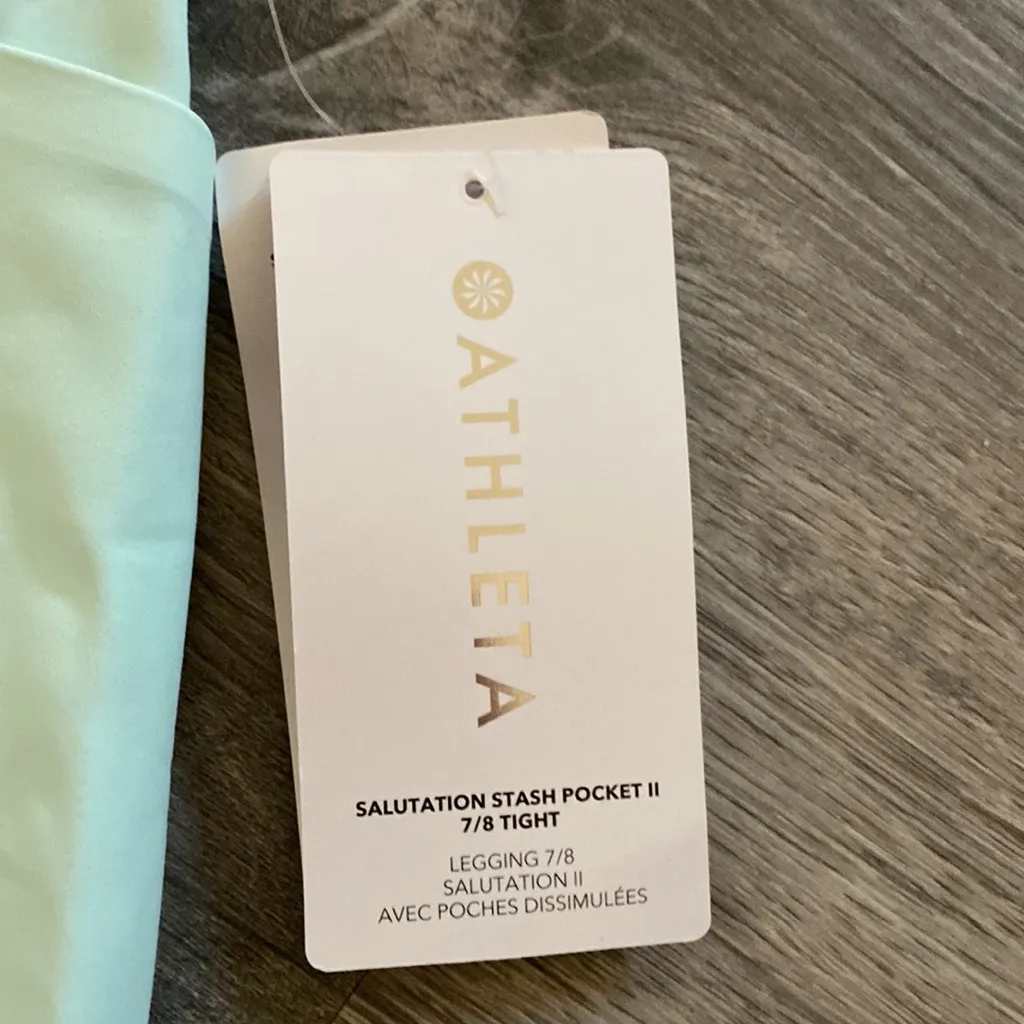 ATHLETA
SALUTATION STASH POCKET II
7/8 TIGHT
LEGGING 7/8
SALUTATION II
AVEC POCHES DISSIMULÉES